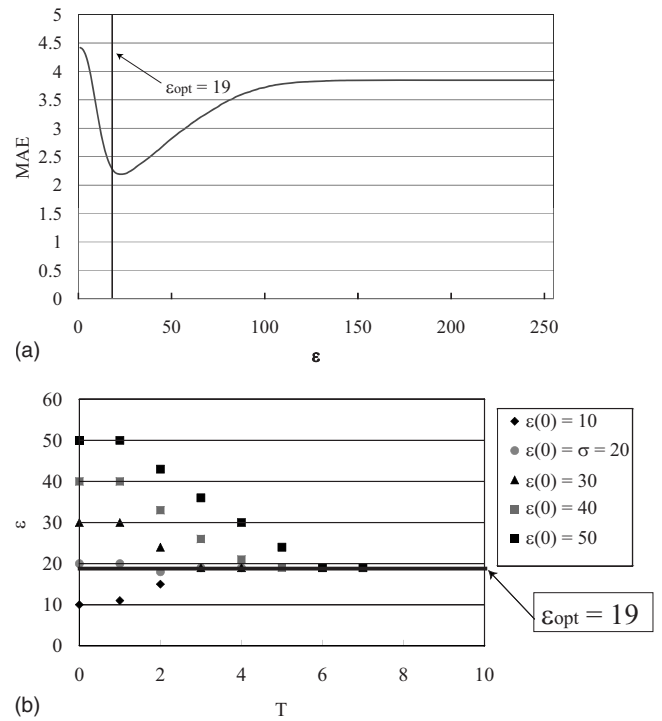 5
4.5
4
3.5
3
2.5
2
1.5
1
0.5
0
MAE
εopt = 19
0 50 100 150 200 250
ε
(a)
60
50
40
30
20
10
0
ε
0 2 4 6 8 10
T
ε(0) = 10
ε(0) = σ = 20
ε(0) = 30
ε(0) = 40
ε(0) = 50
εopt = 19
(b)